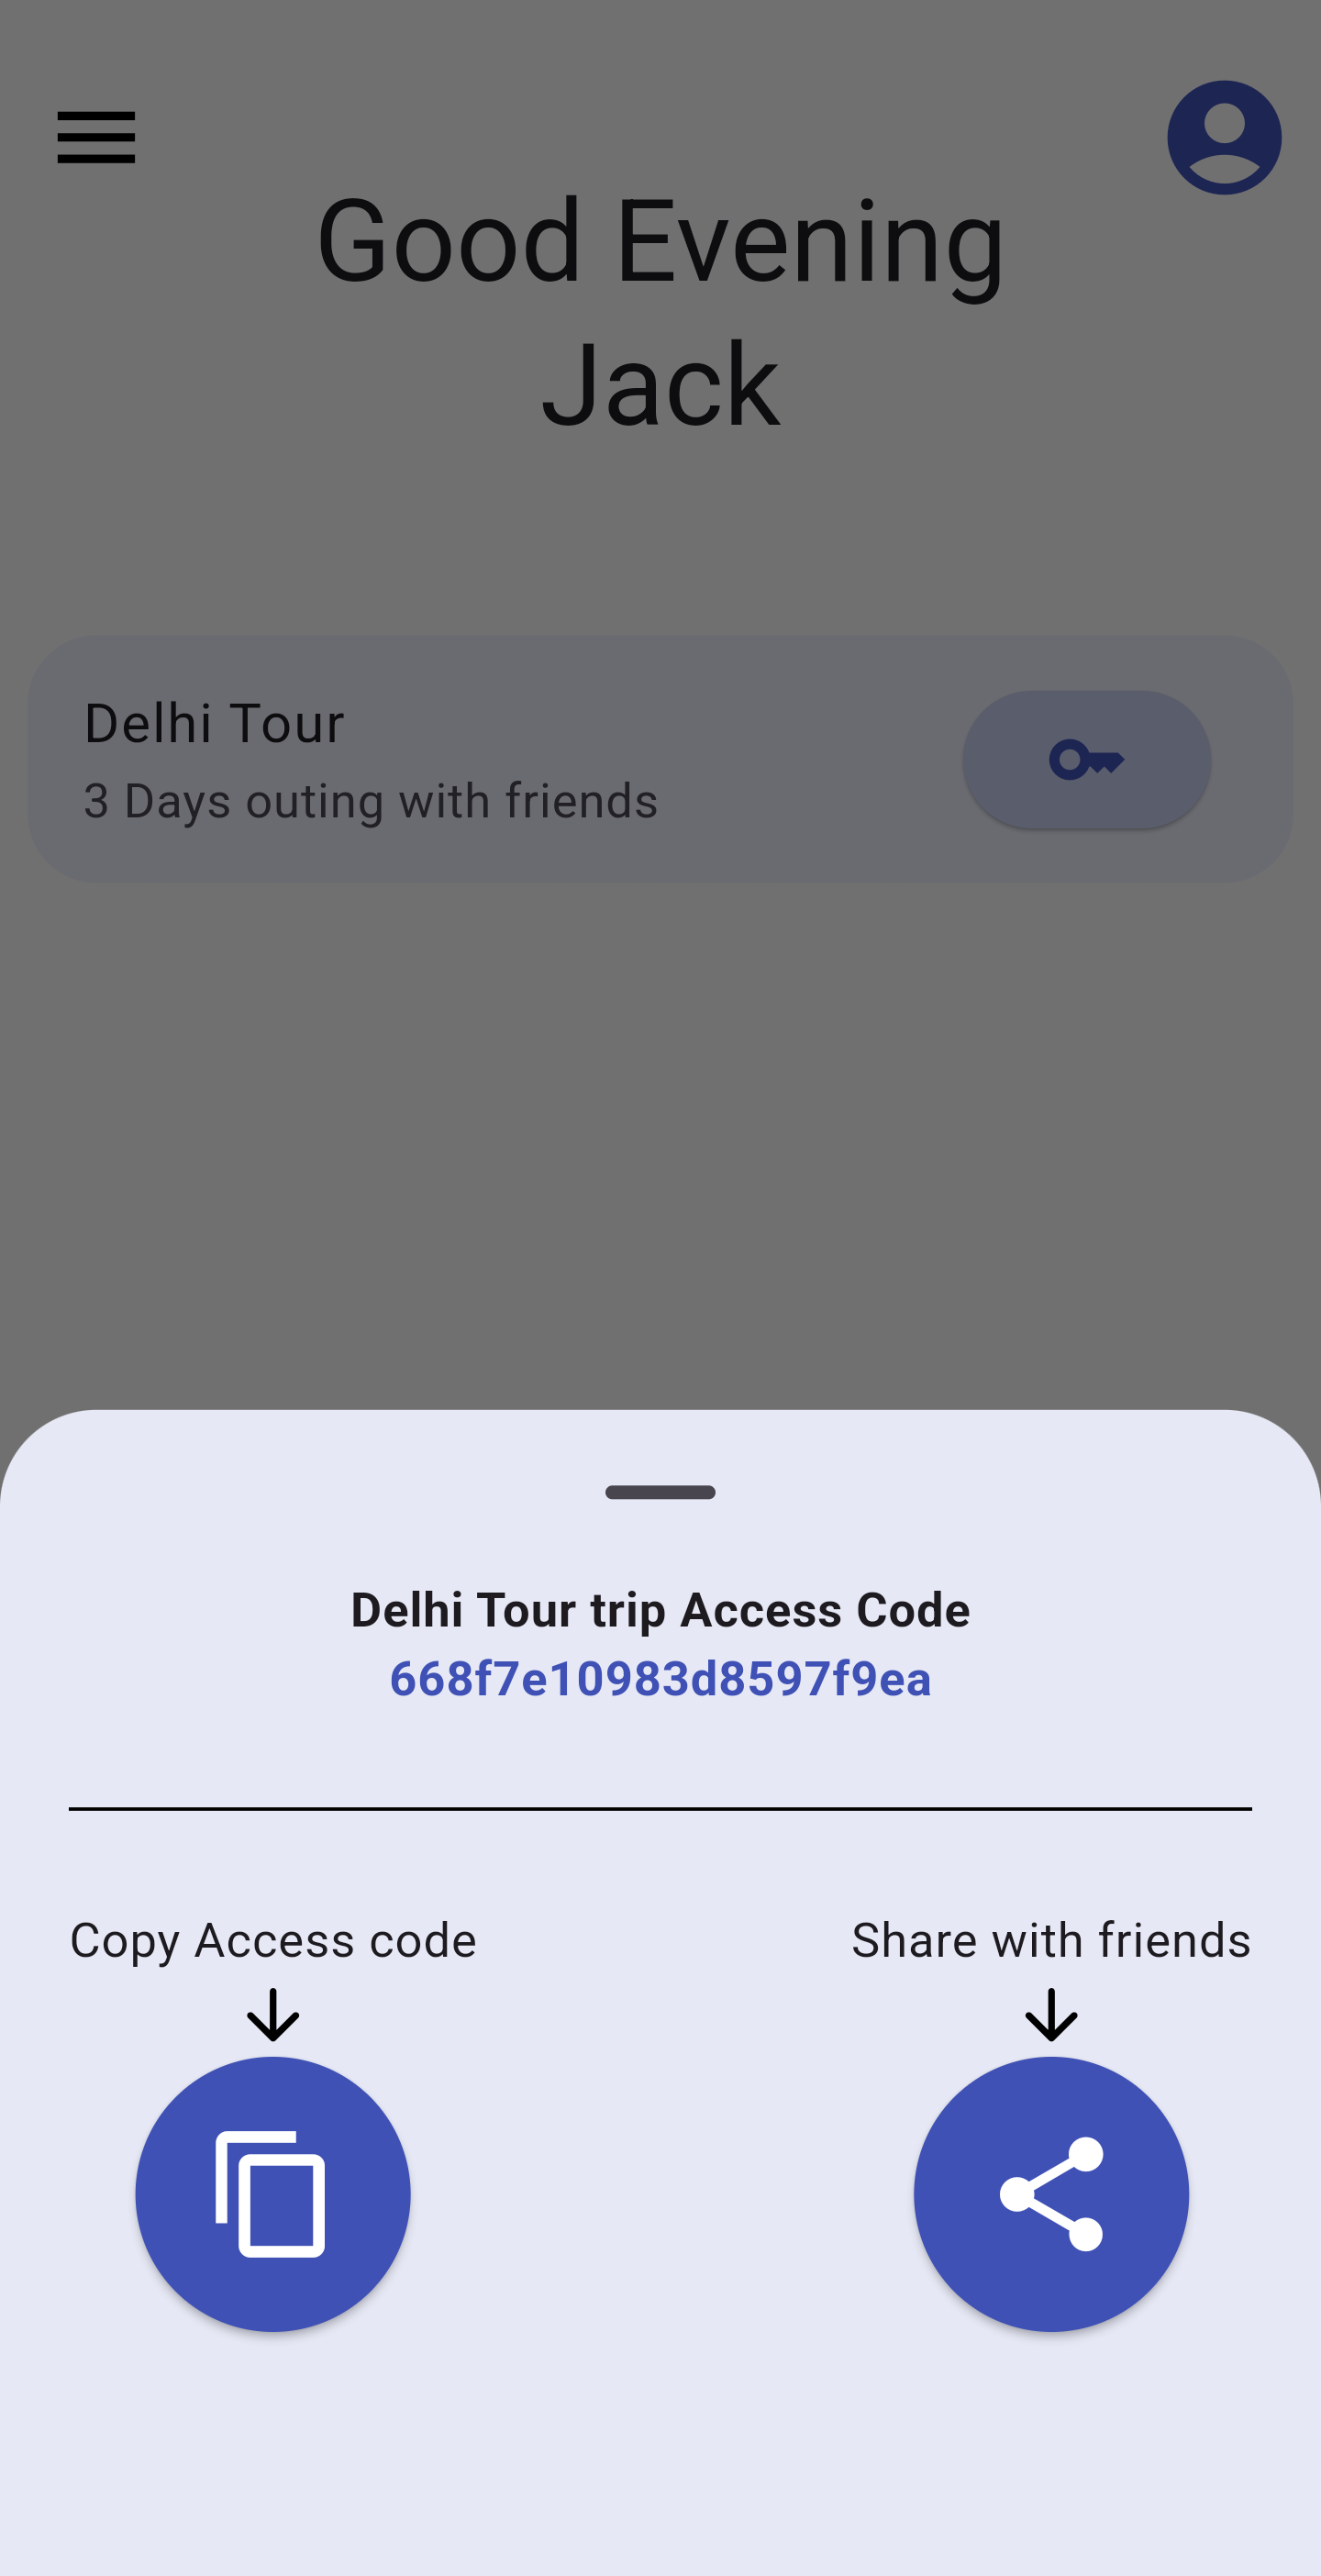 Good Evening
Jack
Delhi Tour
3 Days outing with friends
Delhi Tour trip Access Code
668f7e10983d8597f9ea
Copy Access code
Share with friends